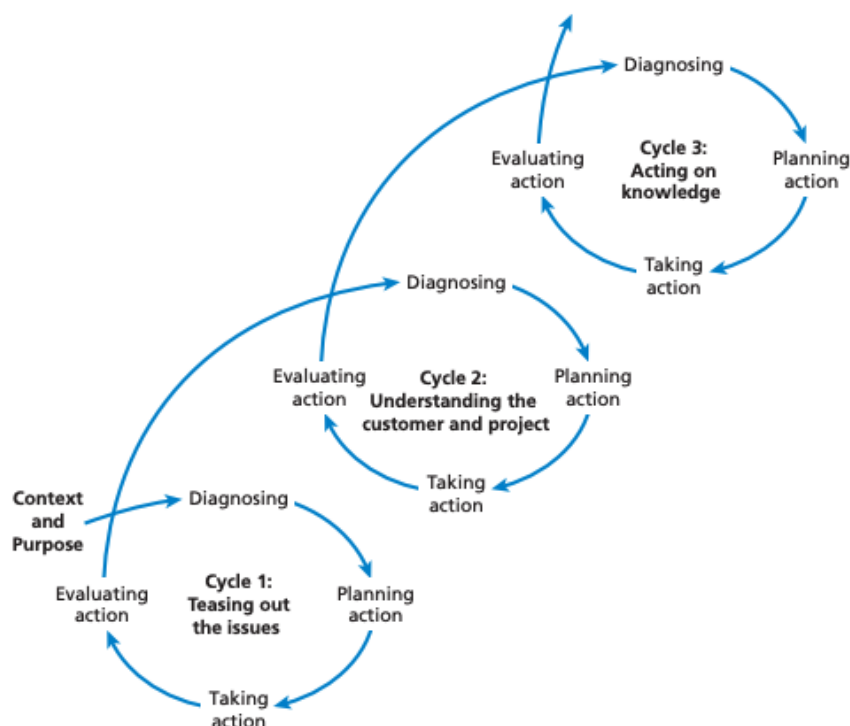 Diagnosing
Cycle 3:
Acting on
knowledge
Evaluating
action
Planning
action
Taking
action
Diagnosing
Evaluating
action
Cycle 2:
Understanding the
customer and project
Planning
action
Taking
action
Context
and
Purpose
Diagnosing
Evaluating
action
Cycle 1:
Teasing out
the issues
Planning
action
Taking
action